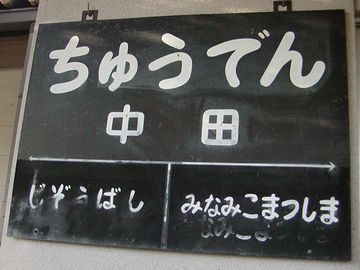 ちゅうでん
中田
じぞうばし
みなみこまつしま